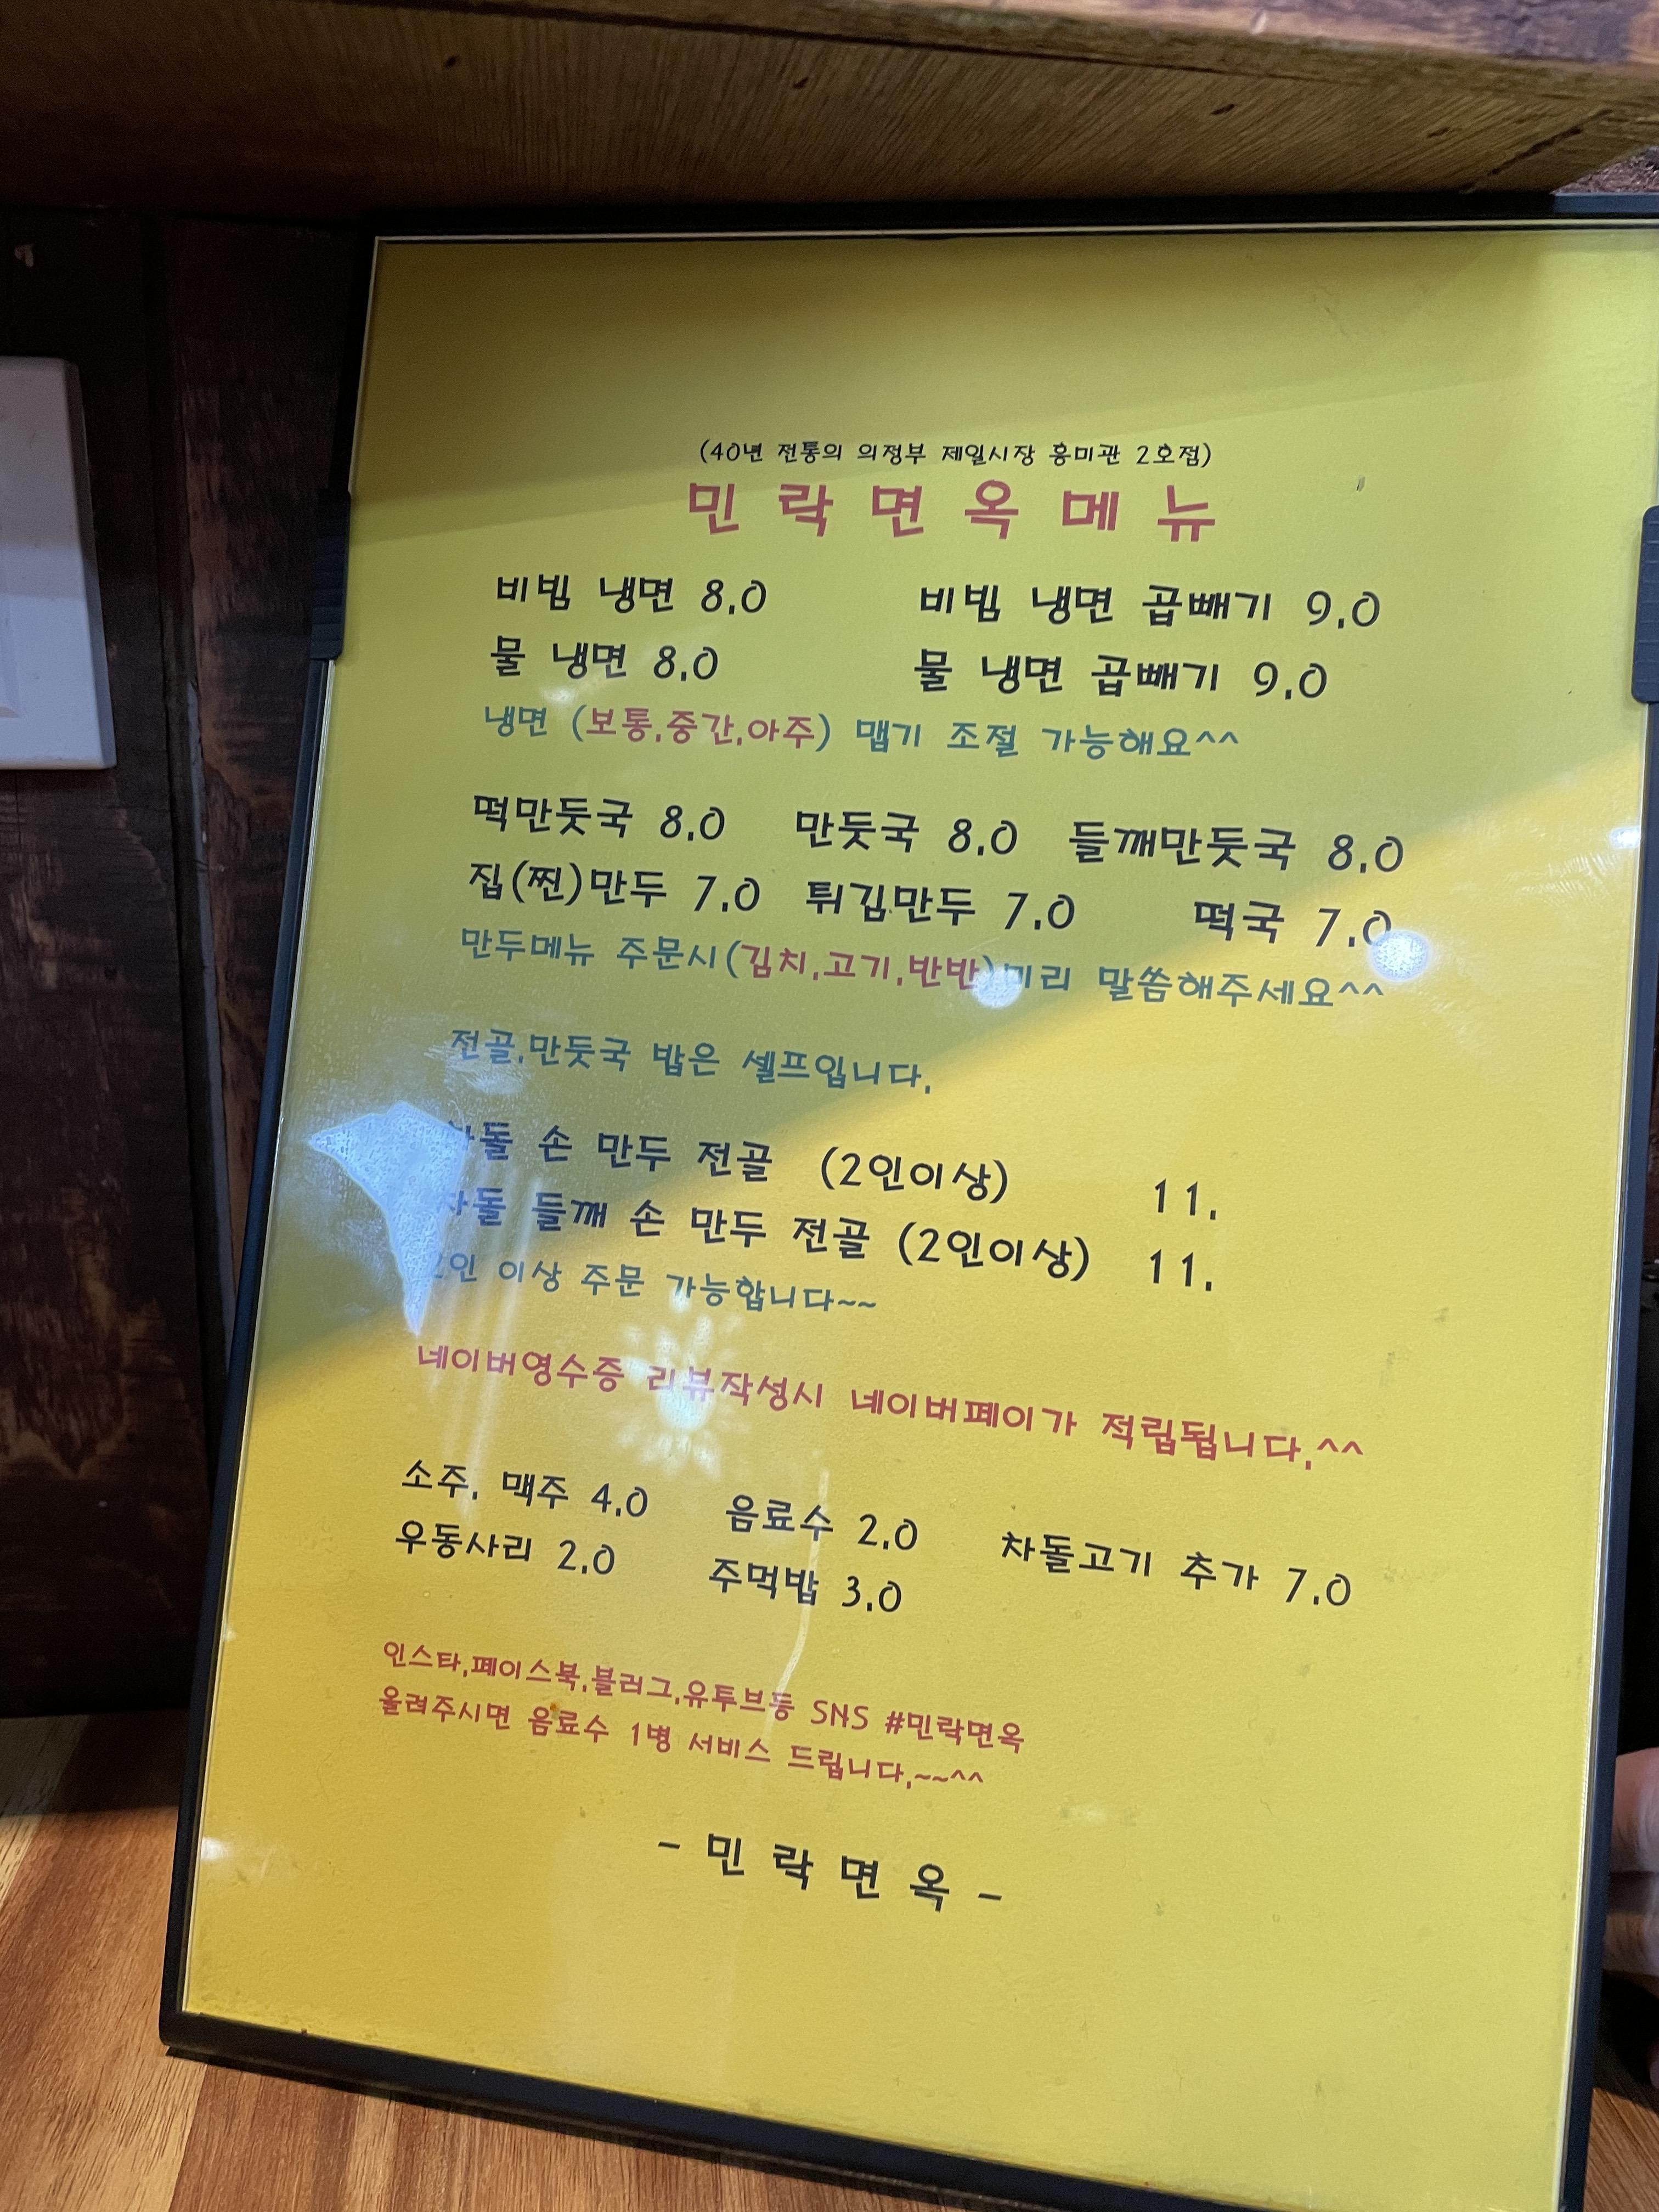 (40년 전통의 의정부 제일시장 흥미관 2호점)
민락면옥메뉴
비빔 냉면 8.0 비빔 냉면 곱빼기 9.0
물 냉면 8.0 물 냉면 곱빼기 9.0
냉면 (보통,중간,아주) 맵기 조절 가능해요^^
떡만둣국 8.0 만둣국 8.0 들깨만둣국 8.0
집(찐)만두 7.0 튀김만두 7.0 떡국 7.0
만두메뉴 주문시(김치,고기,반반)미리 말씀해주세요^^
전골,만둣국 밥은 셀프입니다.
차돌 손 만두 전골 (2인이상) 11.
차돌 들깨 손 만두 전골 (2인이상) 11.
2인 이상 주문 가능합니다~~
네이버영수증 리뷰작성시 네이버페이가 적립됩니다.^^
소주, 맥주 4.0 음료수 2.0 차돌고기 추가 7.0
우동사리 2.0 주먹밥 3.0
인스타,페이스북,블러그,유투브등 SNS #민락면옥
올려주시면 음료수 1병 서비스 드립니다.~~^^
- 민락면옥 -